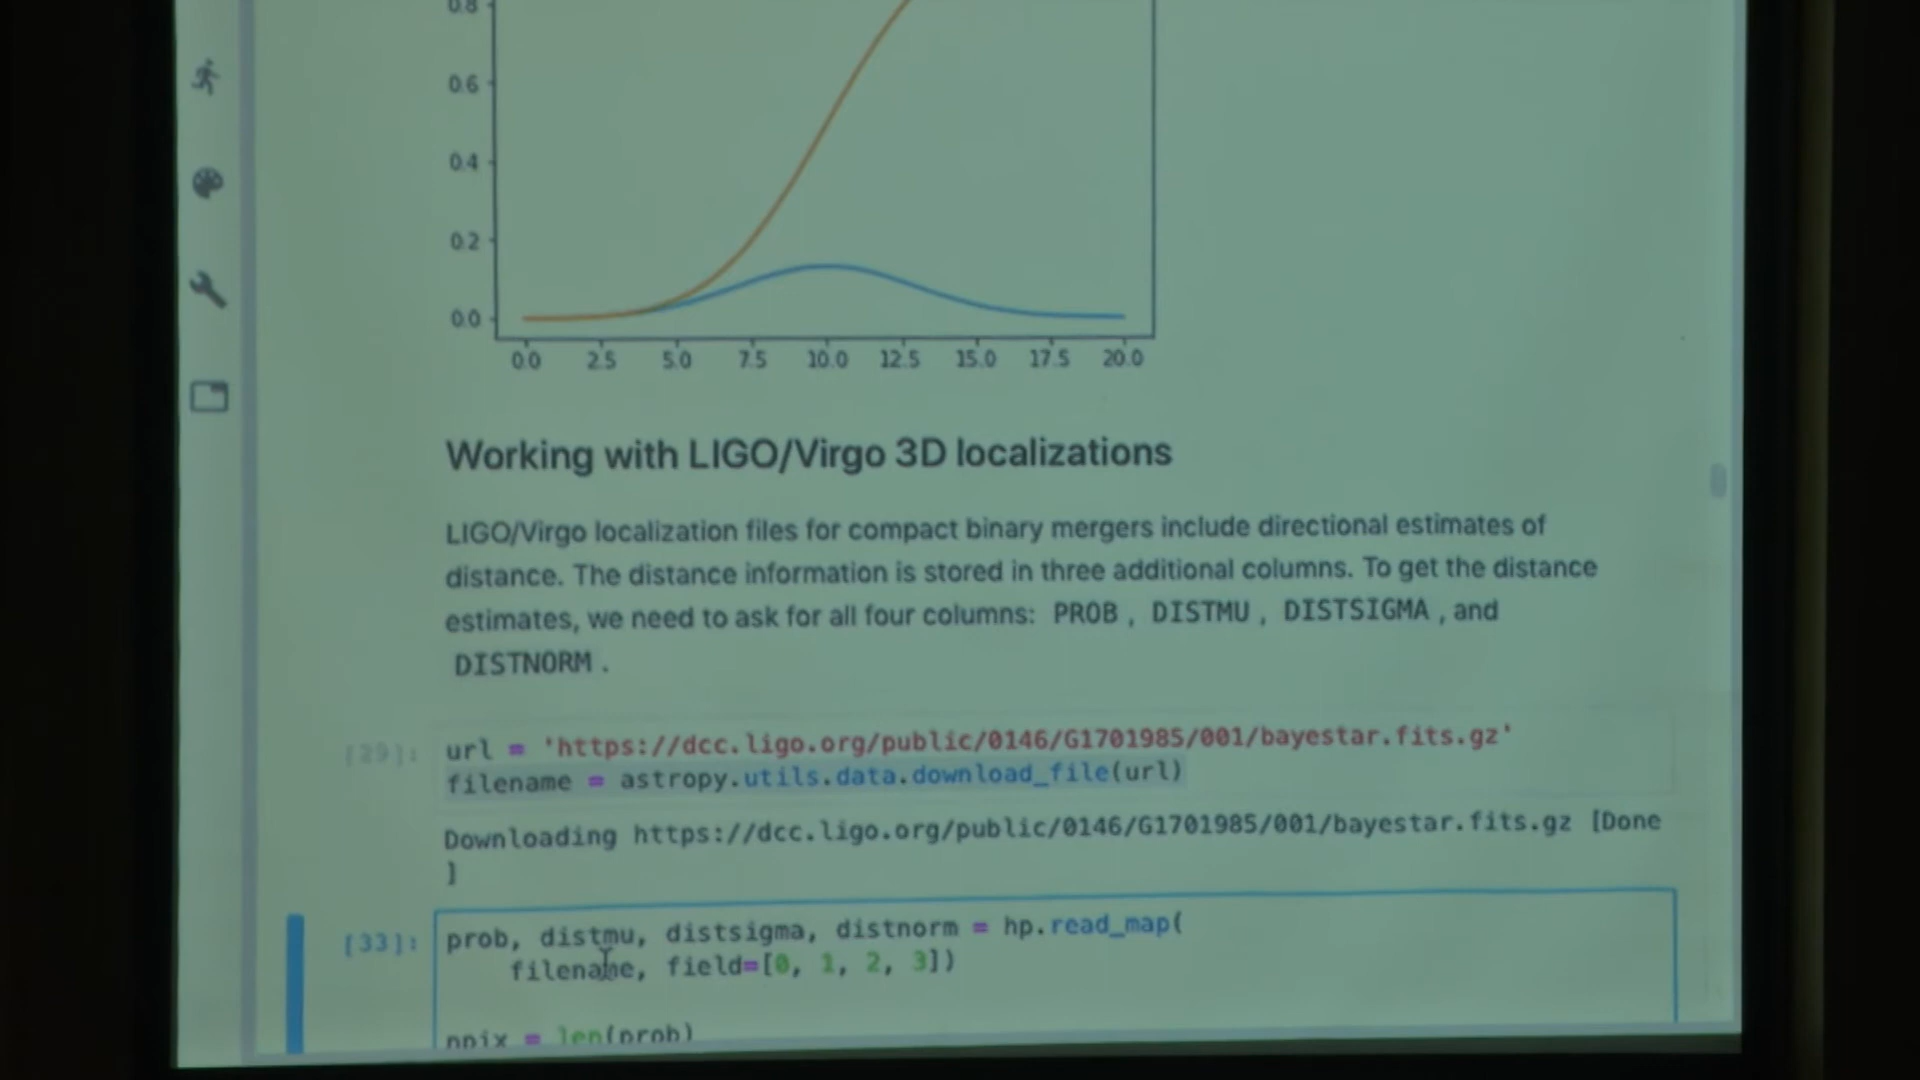 0.8
0.6
0.4
0.2
0.0
0.0 2.5 5.0 7.5 10.0 12.5 15.0 17.5 20.0
Working with LIGO/Virgo 3D localizations
LIGO/Virgo localization files for compact binary mergers include directional estimates of
distance. The distance information is stored in three additional columns. To get the distance
estimates, we need to ask for all four columns: PROB , DISTMU , DISTSIGMA , and
DISTNORM .
[29]: url = 'https://dcc.ligo.org/public/0146/G1701985/001/bayestar.fits.gz'
filename = astropy.utils.data.download_file(url)
Downloading https://dcc.ligo.org/public/0146/G1701985/001/bayestar.fits.gz [Done
]
[33]: prob, distmu, distsigma, distnorm = hp.read_map(
filename, field=[0, 1, 2, 3])
npix = len(prob)